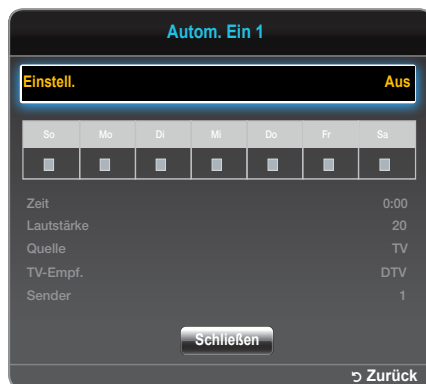 Autom. Ein 1
Einstell. Aus
So Mo Di Mi Do Fr Sa
Zeit 0:00
Lautstärke 20
Quelle TV
TV-Empf. DTV
Sender 1
Schließen
Zurück